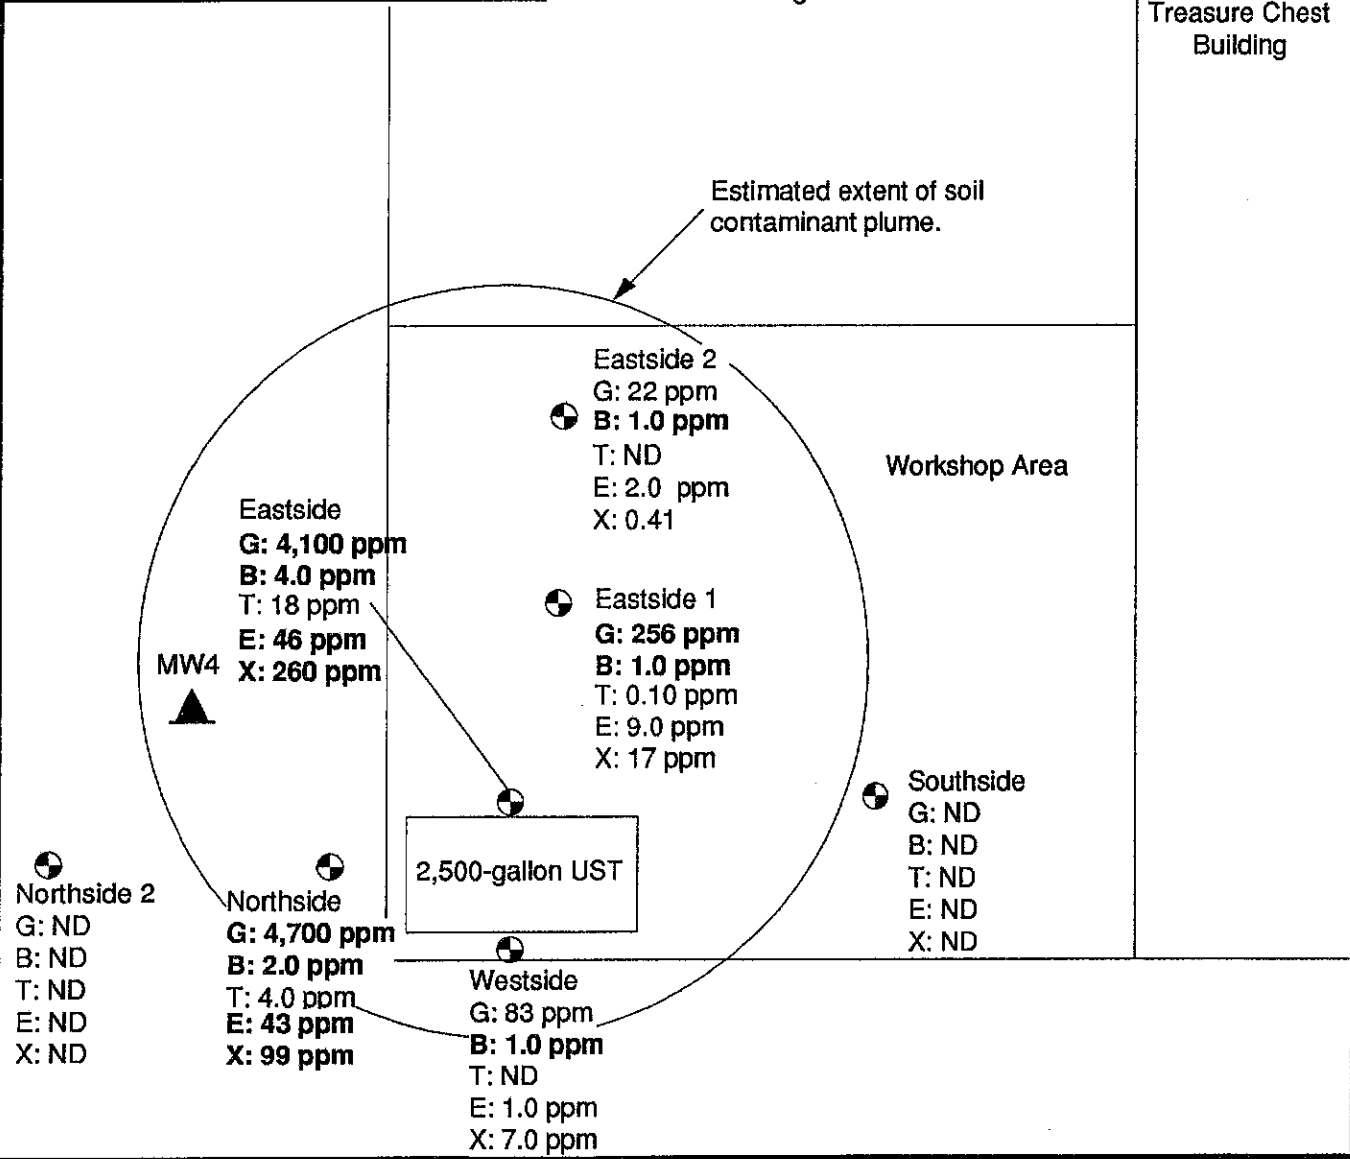 Treasure Chest
Building
Estimated extent of soil
contaminant plume.
Eastside 2
G: 22 ppm
B: 1.0 ppm
T: ND
E: 2.0 ppm
X: 0.41
Workshop Area
Eastside
G: 4,100 ppm
B: 4.0 ppm
T: 18 ppm
E: 46 ppm
X: 260 ppm
MW4
Eastside 1
G: 256 ppm
B: 1.0 ppm
T: 0.10 ppm
E: 9.0 ppm
X: 17 ppm
Southside
G: ND
B: ND
T: ND
E: ND
X: ND
2,500-gallon UST
Northside 2
G: ND
B: ND
T: ND
E: ND
X: ND
Northside
G: 4,700 ppm
B: 2.0 ppm
T: 4.0 ppm
E: 43 ppm
X: 99 ppm
Westside
G: 83 ppm
B: 1.0 ppm
T: ND
E: 1.0 ppm
X: 7.0 ppm